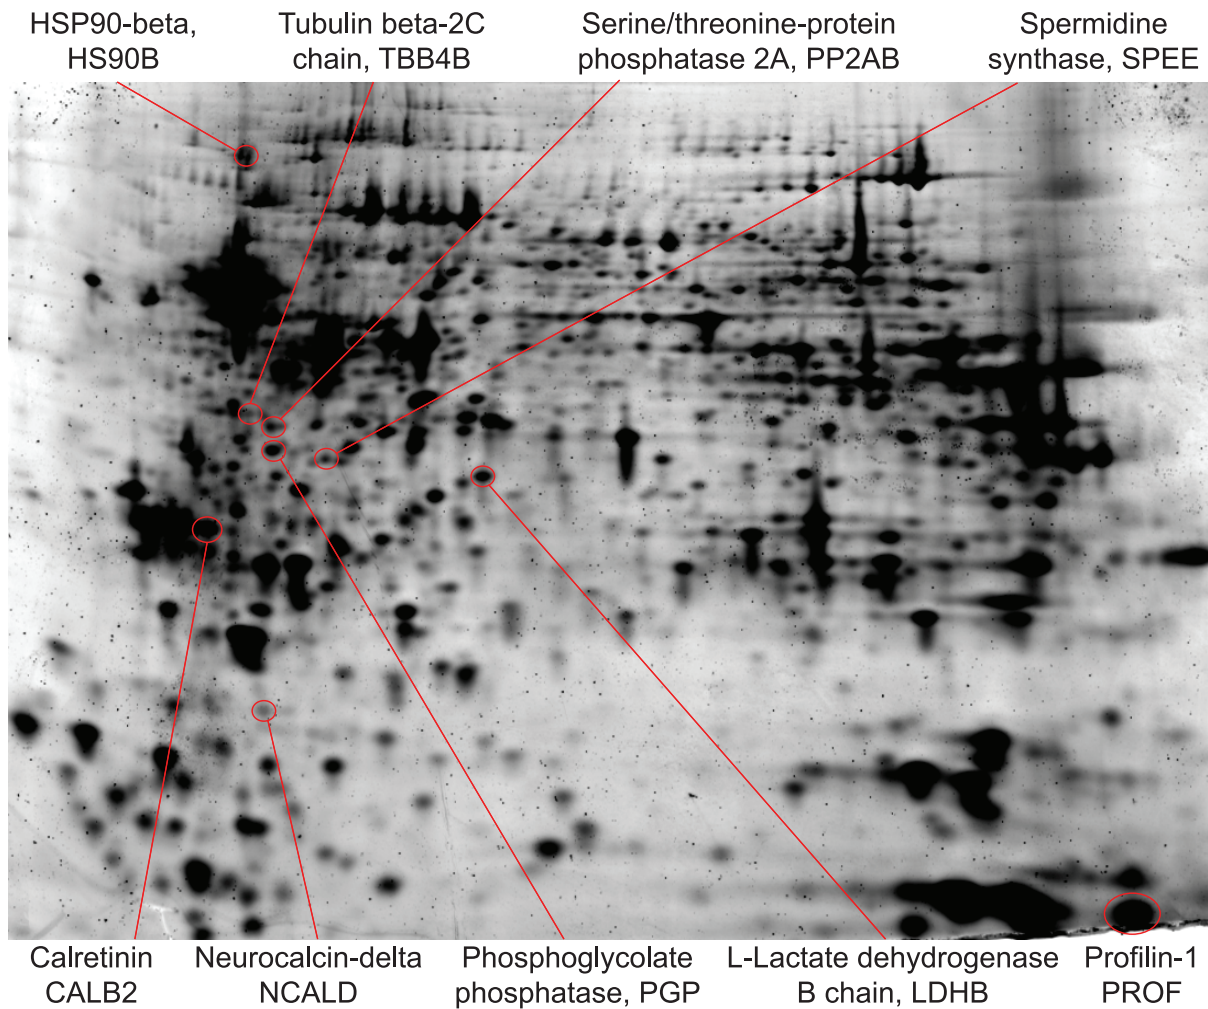 HSP90-beta,
HS90B
Tubulin beta-2C
chain, TBB4B
Serine/threonine-protein
phosphatase 2A, PP2AB
Spermidine
synthase, SPEE
Calretinin
CALB2
Neurocalcin-delta
NCALD
Phosphoglycolate
phosphatase, PGP
L-Lactate dehydrogenase
B chain, LDHB
Profilin-1
PROF